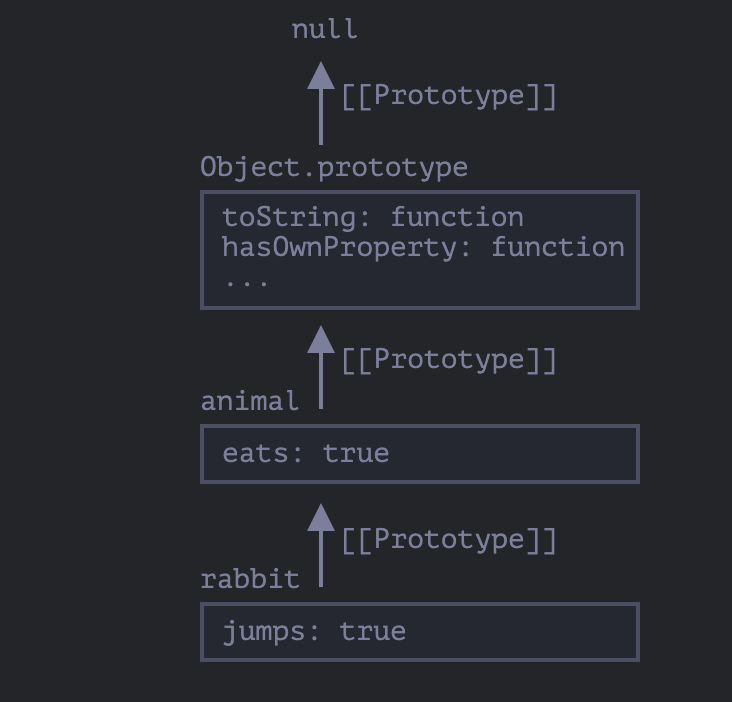 null
[[Prototype]]
Object.prototype
toString: function
hasOwnProperty: function
...
[[Prototype]]
animal
eats: true
[[Prototype]]
rabbit
jumps: true